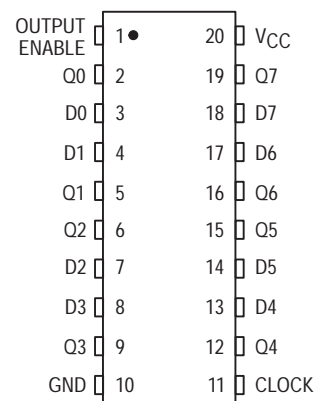 OUTPUT
ENABLE 1 20 VCC
Q0 2 19 Q7
D0 3 18 D7
D1 4 17 D6
Q1 5 16 Q6
Q2 6 15 Q5
D2 7 14 D5
D3 8 13 D4
Q3 9 12 Q4
GND 10 11 CLOCK